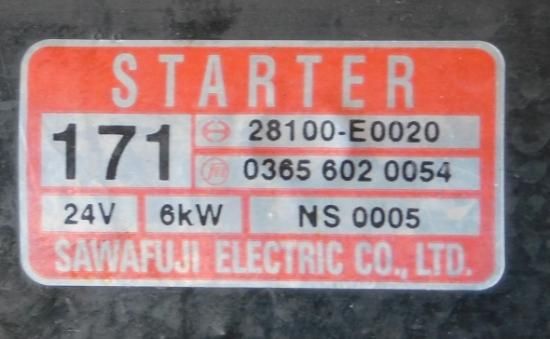 STARTER
171
28100-E0020
0365 602 0054
24V 6kW NS 0005
SAWAFUJI ELECTRIC CO., LTD.